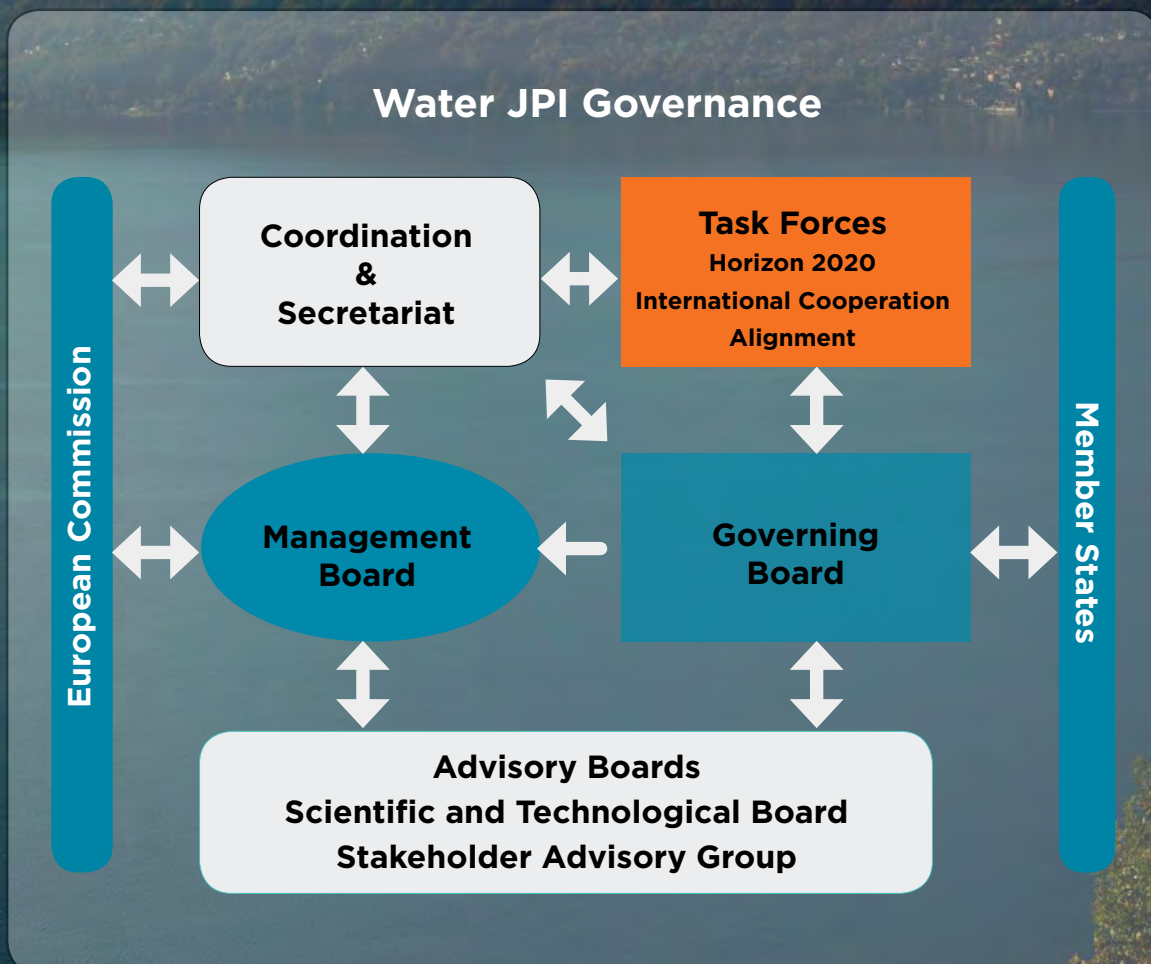 Water JPI Governance
Coordination
&
Secretariat
Task Forces
Horizon 2020
International Cooperation
Alignment
European Commission
Management
Board
Governing
Board
Member States
Advisory Boards
Scientific and Technological Board
Stakeholder Advisory Group